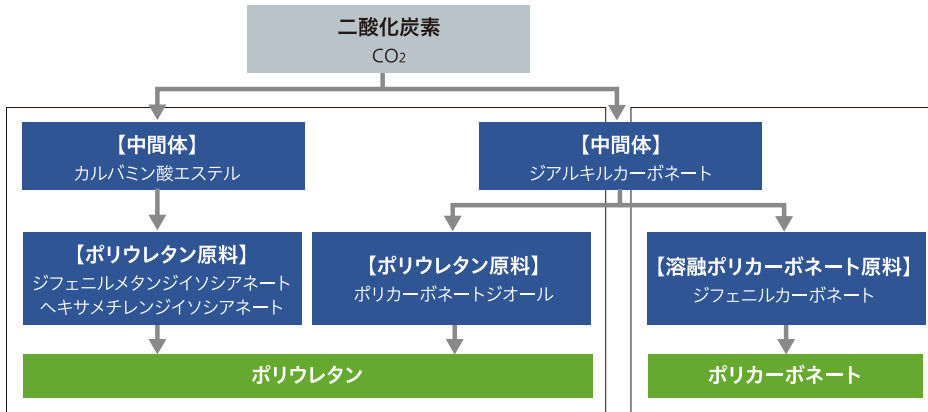 二酸化炭素
CO₂
【中間体】
カルバミン酸エステル
【中間体】
ジアルキルカーボネート
【ポリウレタン原料】
ジフェニルメタンジイソシアネート
ヘキサメチレンジイソシアネート
【ポリウレタン原料】
ポリカーボネートジオール
【溶融ポリカーボネート原料】
ジフェニルカーボネート
ポリウレタン
ポリカーボネート